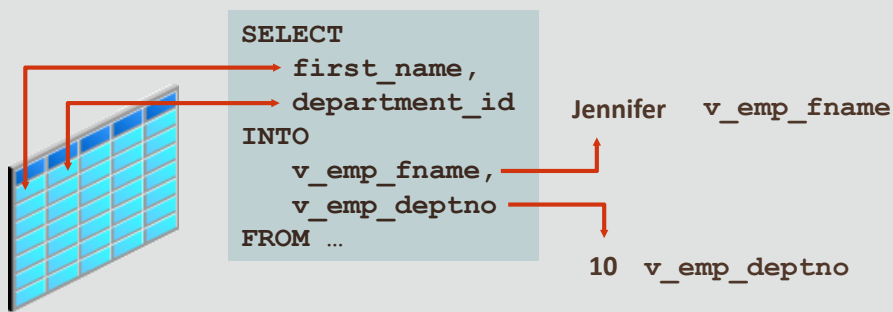 SELECT
first_name,
department_id
INTO
v_emp_fname,
v_emp_deptno
FROM …
Jennifer v_emp_fname
10 v_emp_deptno